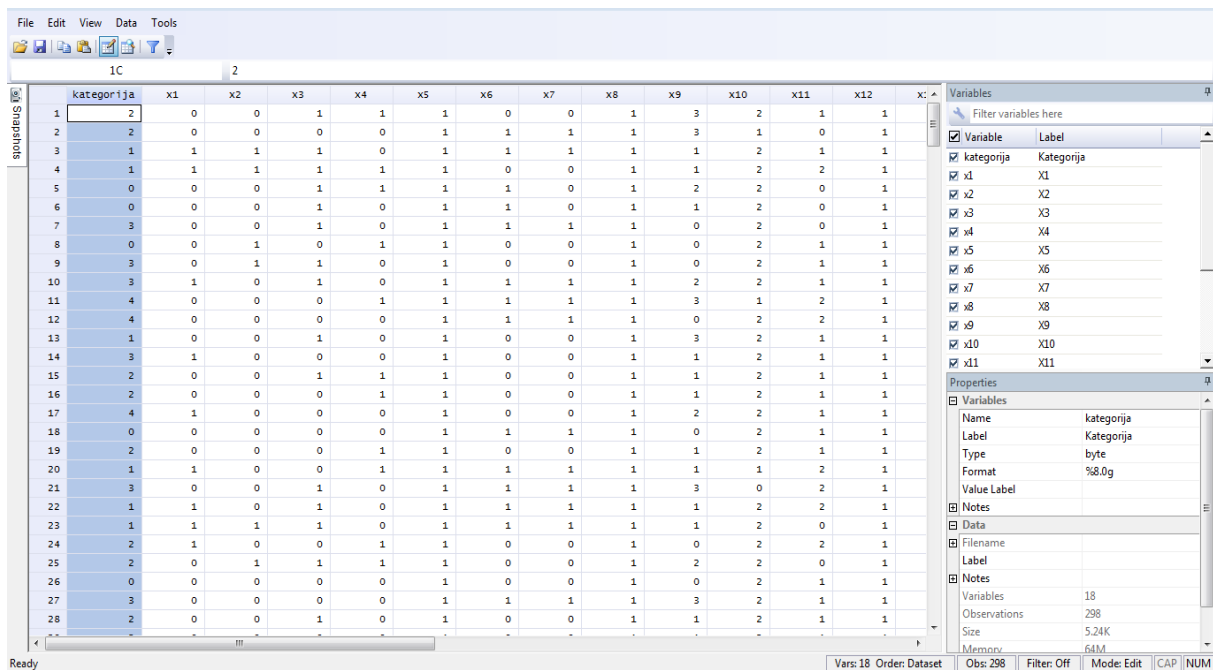 File Edit View Data Tools
1C 2
Snapshots
kategorija x1 x2 x3 x4 x5 x6 x7 x8 x9 x10 x11 x12
1 2 0 0 1 1 1 0 0 1 3 2 1 1
2 2 0 0 0 0 1 1 1 1 3 1 0 1
3 1 1 1 1 0 1 1 1 1 1 2 1 1
4 1 1 1 1 1 1 0 0 1 1 2 2 1
5 0 0 0 1 1 1 1 0 1 2 2 0 1
6 0 0 0 1 0 1 1 0 1 1 2 0 1
7 3 0 0 1 0 1 1 1 1 0 2 0 1
8 0 0 1 0 1 1 0 0 1 0 2 1 1
9 3 0 1 1 0 1 0 0 1 0 2 1 1
10 3 1 0 1 0 1 1 1 1 2 2 1 1
11 4 0 0 0 1 1 1 1 1 3 1 2 1
12 4 0 0 0 0 1 1 1 1 0 2 2 1
13 1 0 0 1 0 1 0 0 1 3 2 1 1
14 3 1 0 0 0 1 0 0 1 1 2 1 1
15 2 0 0 1 1 1 0 0 1 1 2 1 1
16 2 0 0 0 1 1 0 0 1 1 2 1 1
17 4 1 0 0 0 1 0 0 1 2 2 1 1
18 0 0 0 0 0 1 1 1 1 0 2 1 1
19 2 0 0 0 1 1 0 0 1 1 2 1 1
20 1 1 0 0 1 1 1 1 1 1 1 2 1
21 3 0 0 1 0 1 1 1 1 3 0 2 1
22 1 1 0 1 0 1 1 1 1 1 2 2 1
23 1 1 1 1 0 1 1 1 1 1 2 0 1
24 2 1 0 0 1 1 0 0 1 0 2 2 1
25 2 0 1 1 1 1 0 0 1 2 2 0 1
26 0 0 0 0 0 1 0 0 1 0 2 1 1
27 3 0 0 0 0 1 1 1 1 3 2 1 1
28 2 0 0 1 0 1 0 0 1 1 2 1 1
Variables
Filter variables here
Variable Label
kategorija Kategorija
x1 X1
x2 X2
x3 X3
x4 X4
x5 X5
x6 X6
x7 X7
x8 X8
x9 X9
x10 X10
x11 X11
Properties
Variables
Name kategorija
Label Kategorija
Type byte
Format %8.0g
Value Label
Notes
Data
Filename
Label
Notes
Variables 18
Observations 298
Size 5.24K
Memory 64M
Ready Vars: 18 Order: Dataset Obs: 298 Filter: Off Mode: Edit CAP NUM